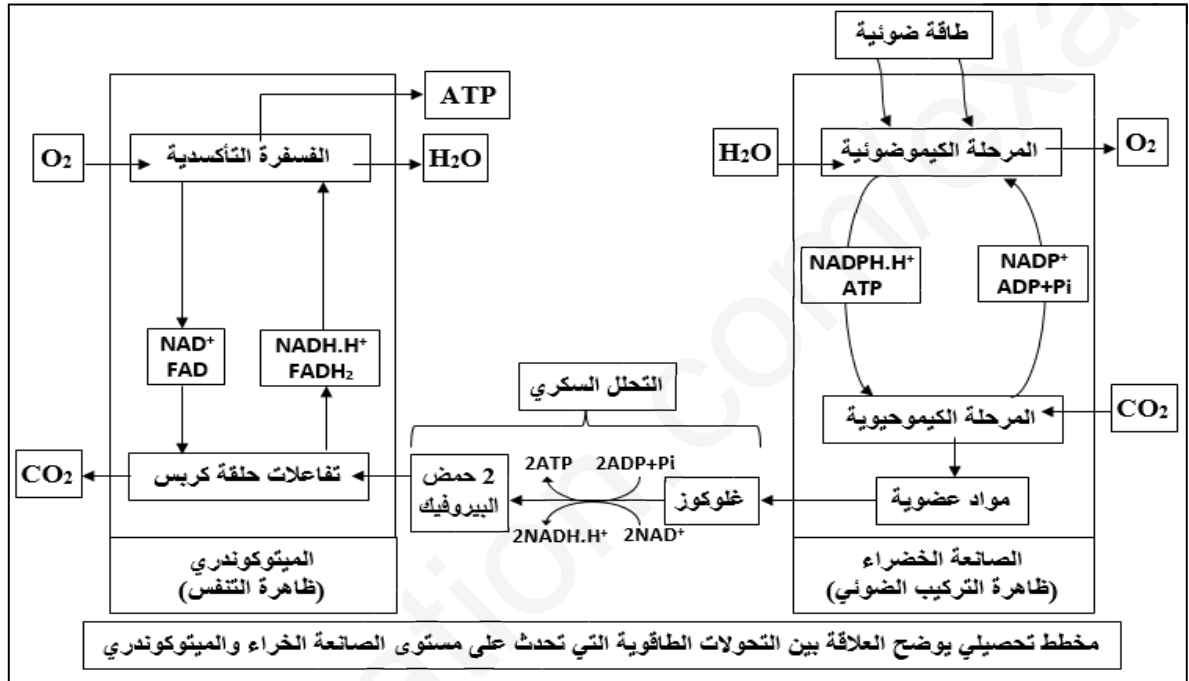 طاقة ضوئية
ATP
الفسفرة التأكسدية
O₂
H₂O
المرحلة الكيموضوئية
H₂O
O₂
NADPH.H⁺
ATP
NADP⁺
ADP+Pi
NAD⁺
FAD
NADH.H⁺
FADH₂
التحلل السكري
المرحلة الكيموحيوية
CO₂
تفاعلات حلقة كربس
CO₂
2 حمض
البيروفيك
2ATP
2ADP+Pi
2NADH.H⁺
2NAD⁺
غلوكوز
مواد عضوية
الصانعة الخضراء
(ظاهرة التركيب الضوئي)
الميتوكوندري
(ظاهرة التنفس)
مخطط تحصيلي يوضح العلاقة بين التحولات الطاقوية التي تحدث على مستوى الصانعة الخراء والميتوكوندري
ation.com/exa